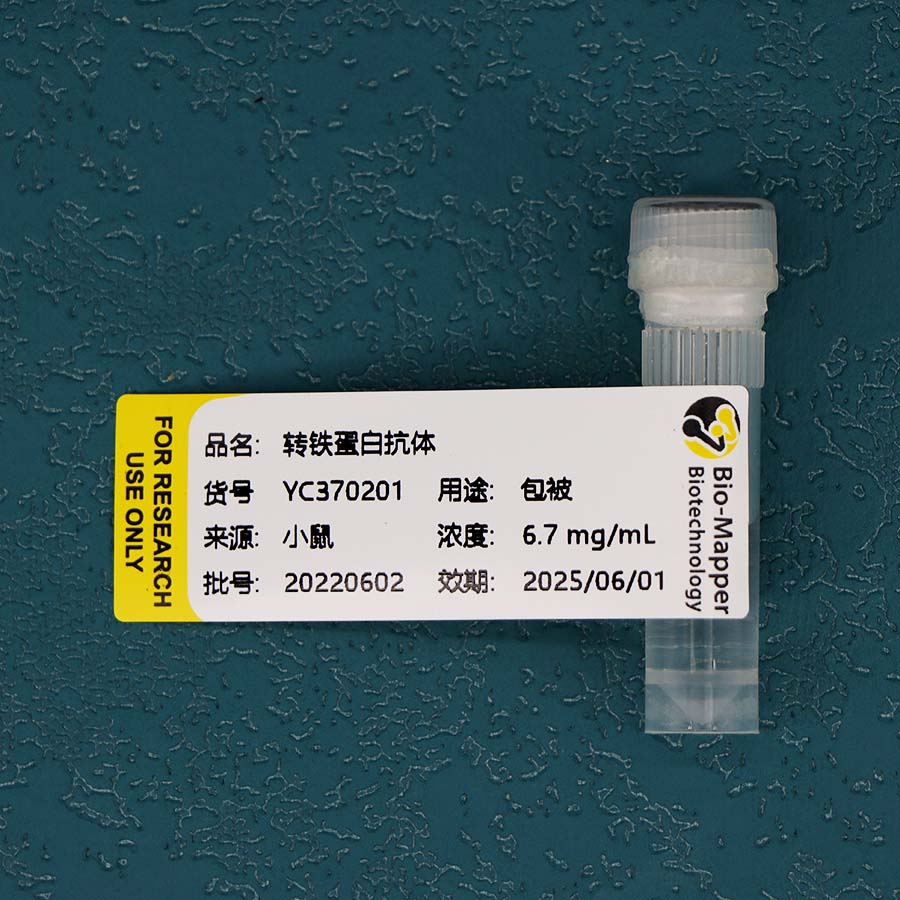 FOR RESEARCH
USE ONLY
品名: 转铁蛋白抗体
货号 YC370201 用途: 包被
来源: 小鼠 浓度: 6.7 mg/mL
批号: 20220602 效期: 2025/06/01
Bio-Mapper
Biotechnology